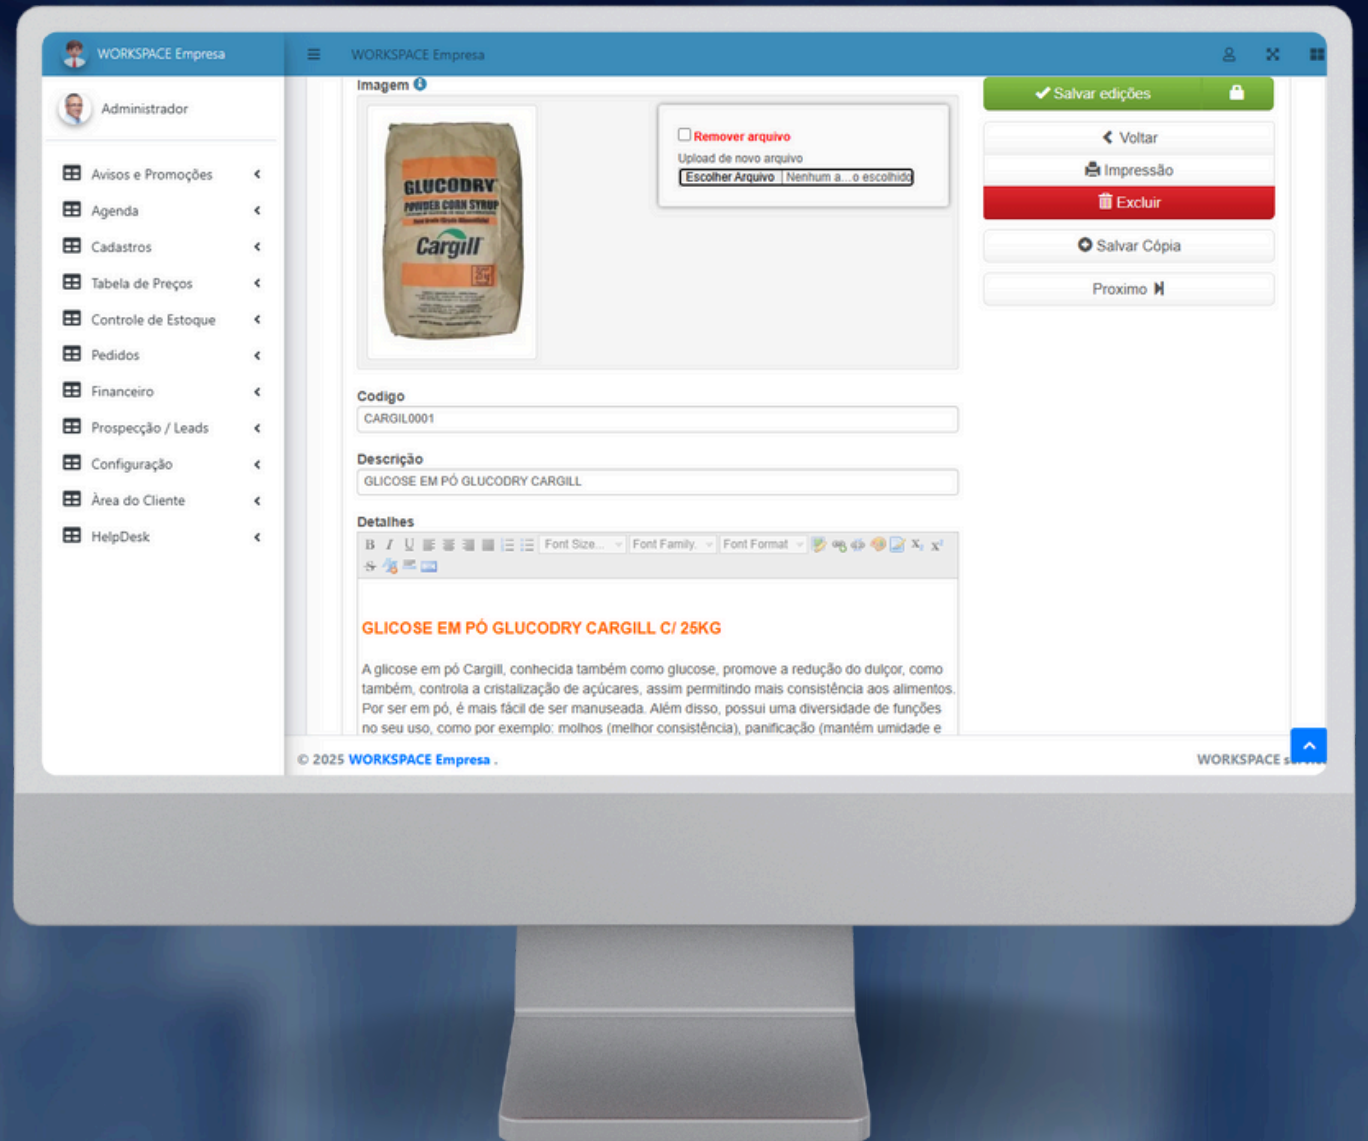 WORKSPACE Empresa
WORKSPACE Empresa
Administrador
Avisos e Promoções
Agenda
Cadastros
Tabela de Preços
Controle de Estoque
Pedidos
Financeiro
Prospecção / Leads
Configuração
Àrea do Cliente
HelpDesk
Imagem
GLUCODRY
POWDER CORN SYRUP
Cargill
Remover arquivo
Upload de novo arquivo
Escolher Arquivo Nenhum a...o escolhido
Salvar edições
Voltar
Impressão
Excluir
Salvar Cópia
Proximo
Codigo
CARGIL0001
Descrição
GLICOSE EM PÓ GLUCODRY CARGILL
Detalhes
B I U Font Size... Font Family. Font Format
GLICOSE EM PÓ GLUCODRY CARGILL C/ 25KG
A glicose em pó Cargill, conhecida também como glucose, promove a redução do dulçor, como
também, controla a cristalização de açúcares, assim permitindo mais consistência aos alimentos.
Por ser em pó, é mais fácil de ser manuseada. Além disso, possui uma diversidade de funções
no seu uso, como por exemplo: molhos (melhor consistência), panificação (mantém umidade e
© 2025 WORKSPACE Empresa .
WORKSPACE